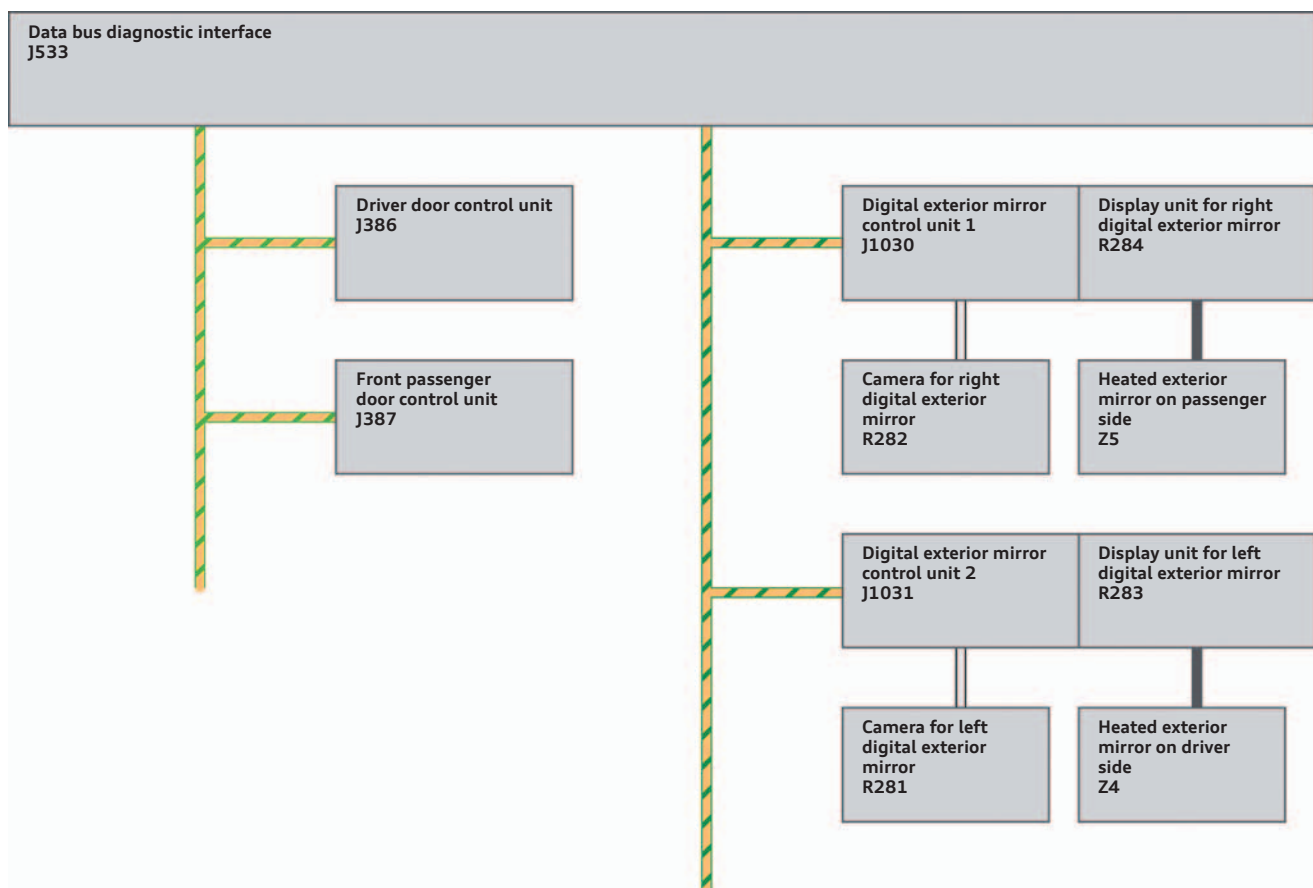 Data bus diagnostic interface
J533
Driver door control unit
J386
Front passenger
door control unit
J387
Digital exterior mirror
control unit 1
J1030
Display unit for right
digital exterior mirror
R284
Camera for right
digital exterior
mirror
R282
Heated exterior
mirror on passenger
side
Z5
Digital exterior mirror
control unit 2
J1031
Display unit for left
digital exterior mirror
R283
Camera for left
digital exterior
mirror
R281
Heated exterior
mirror on driver
side
Z4